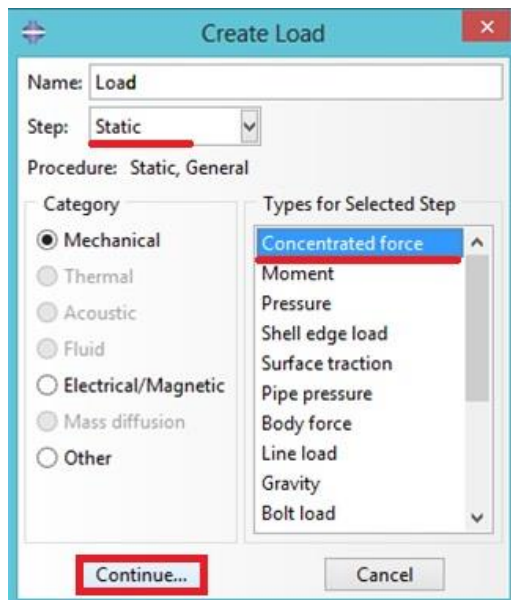 Create Load
Name: Load
Step: Static
Procedure: Static, General
Category
Mechanical
Thermal
Acoustic
Fluid
Electrical/Magnetic
Mass diffusion
Other
Types for Selected Step
Concentrated force
Moment
Pressure
Shell edge load
Surface traction
Pipe pressure
Body force
Line load
Gravity
Bolt load
Continue...
Cancel